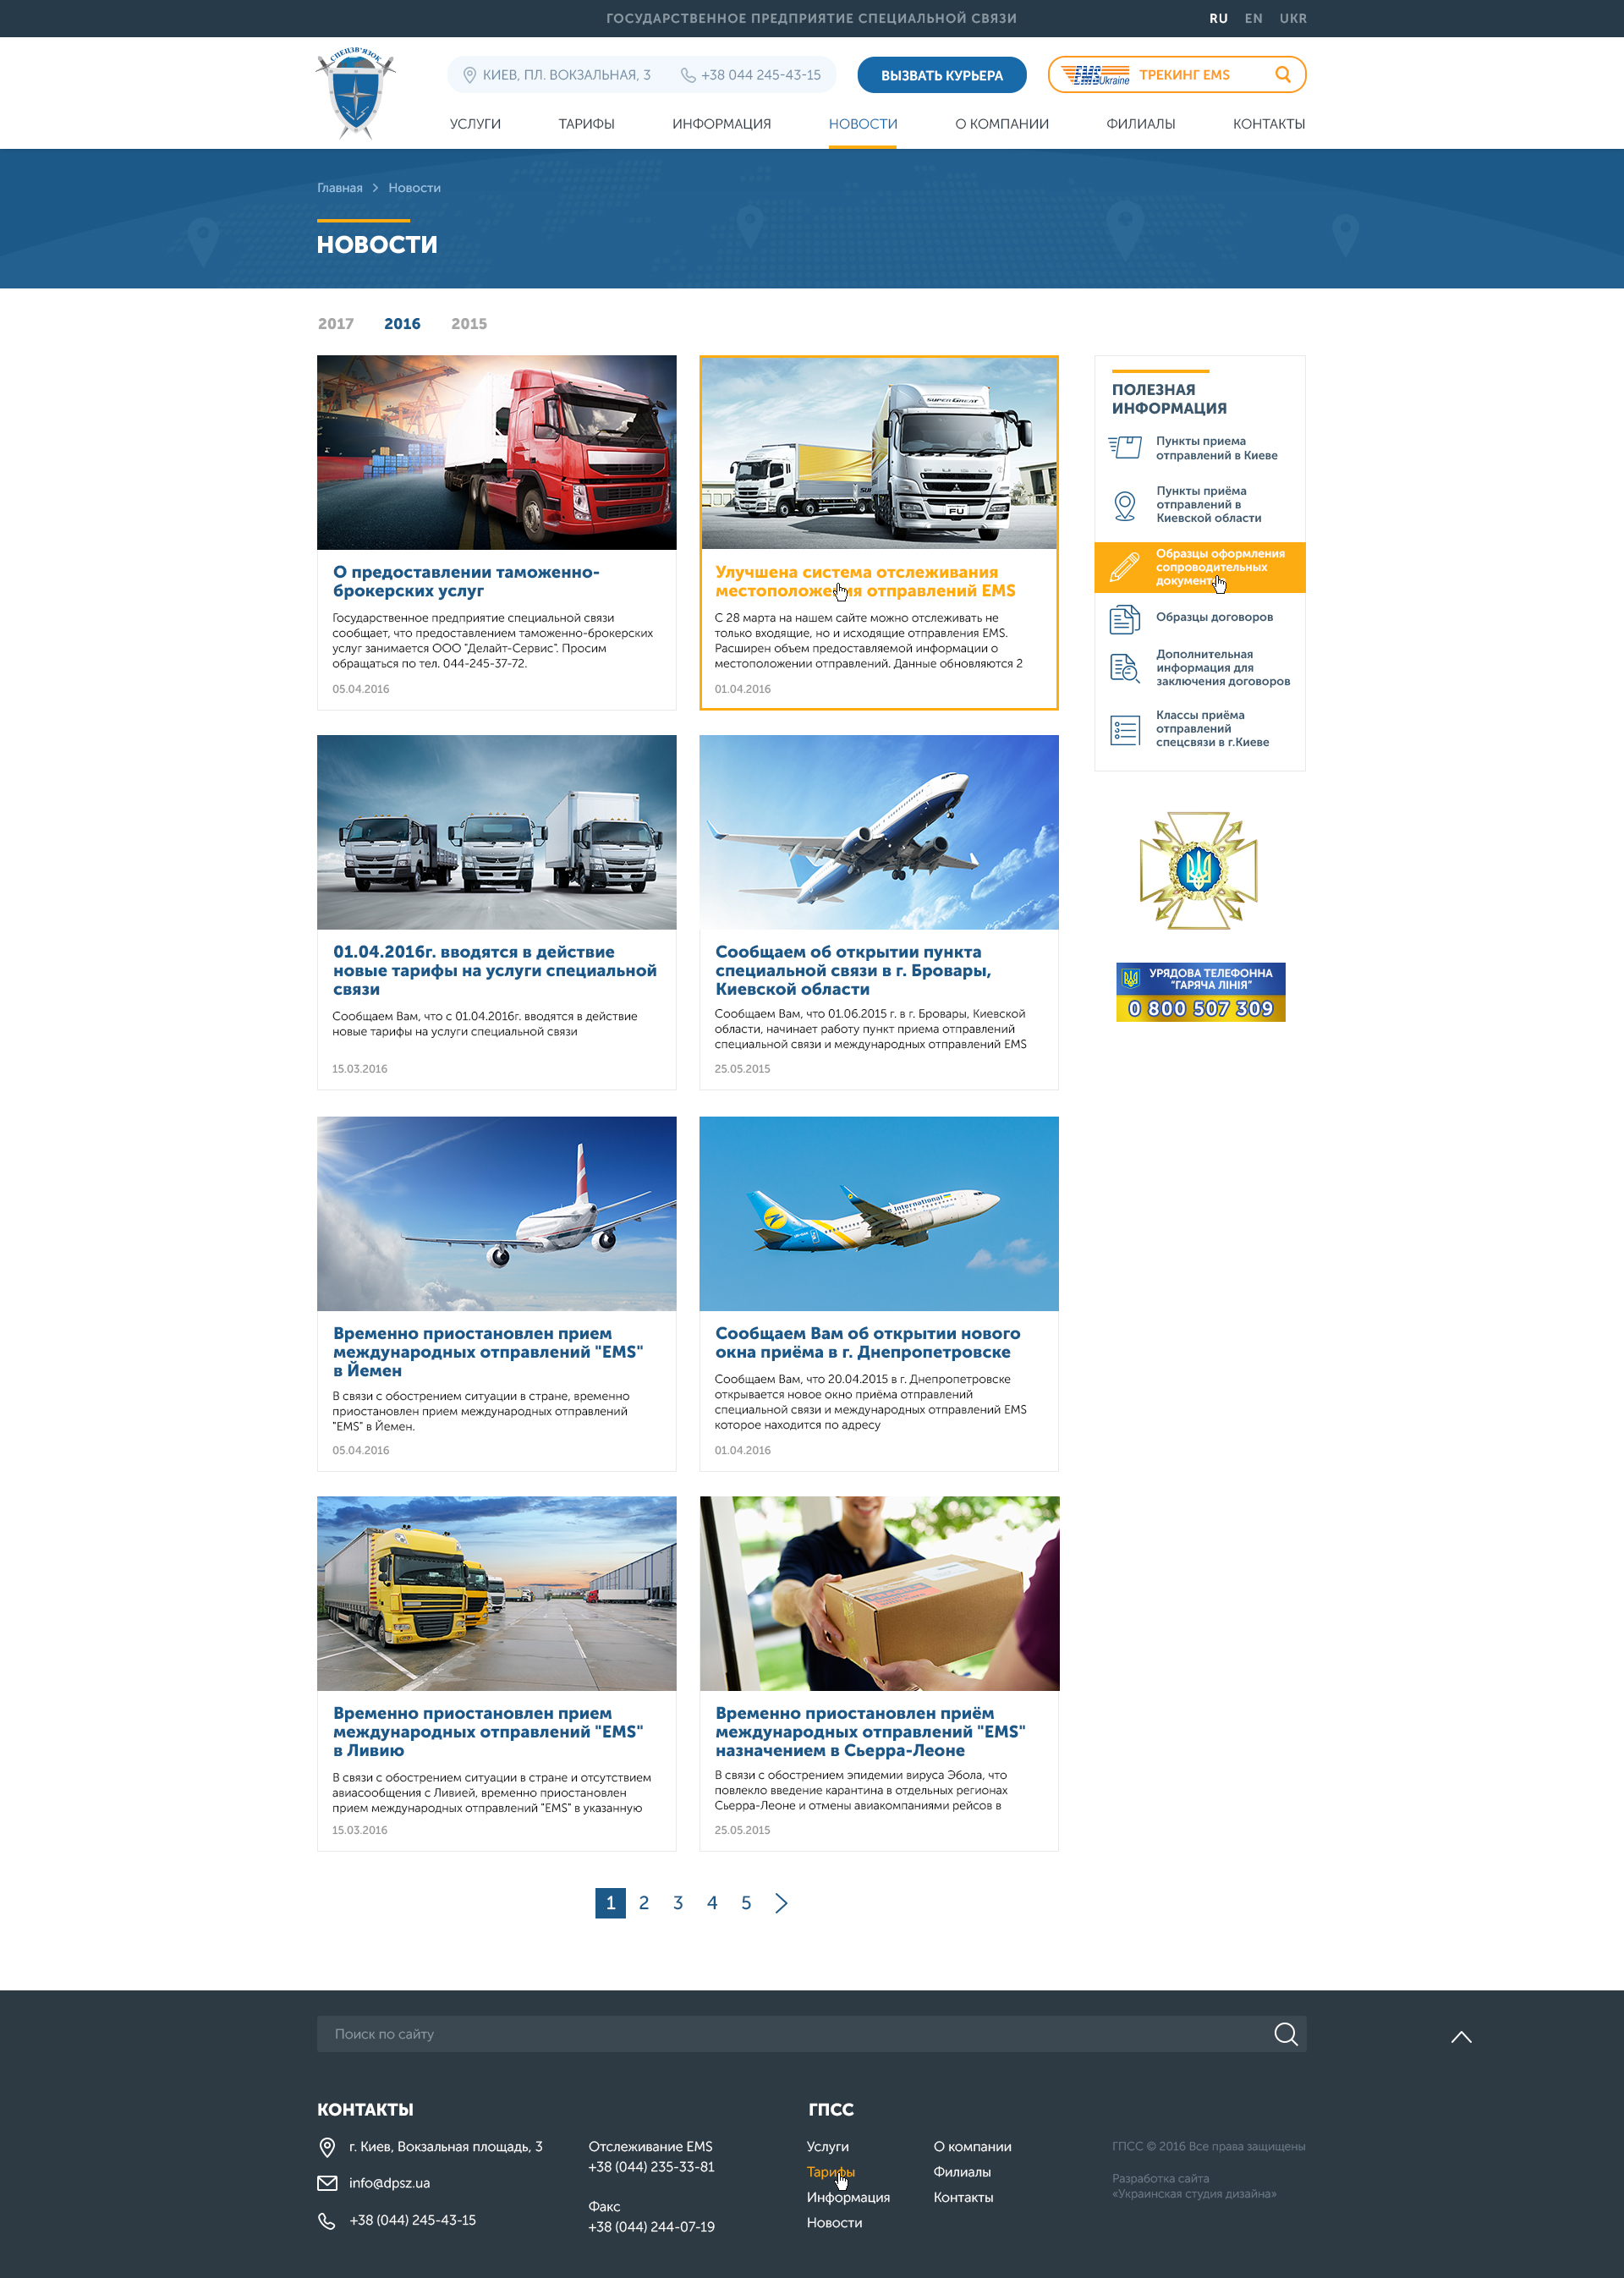 ГОСУДАРСТВЕННОЕ ПРЕДПРИЯТИЕ СПЕЦИАЛЬНОЙ СВЯЗИ
RU EN UKR
СПЕЦЗВ'ЯЗОК
КИЕВ, ПЛ. ВОКЗАЛЬНАЯ, 3
+38 044 245-43-15
ВЫЗВАТЬ КУРЬЕРА
EMS Ukraine
ТРЕКИНГ EMS
УСЛУГИ ТАРИФЫ ИНФОРМАЦИЯ НОВОСТИ О КОМПАНИИ ФИЛИАЛЫ КОНТАКТЫ
Главная > Новости
НОВОСТИ
2017 2016 2015
О предоставлении таможенно-
брокерских услуг
Государственное предприятие специальной связи
сообщает, что предоставлением таможенно-брокерских
услуг занимается ООО "Делайт-Сервис". Просим
обращаться по тел. 044-245-37-72.
05.04.2016
SUPER GREAT
FUSO
FU
Улучшена система отслеживания
отправлений EMS
С 28 марта на нашем сайте можно отслеживать не
только входящие, но и исходящие отправления EMS.
Расширен объем предоставляемой информации о
местоположении отправлений. Данные обновляются 2
01.04.2016
ПОЛЕЗНАЯ
ИНФОРМАЦИЯ
Пункты приема
отправлений в Киеве
Пункты приёма
отправлений в
Киевской области
Образцы оформления
сопроводительных
Образцы договоров
Дополнительная
информация для
заключения договоров
Классы приёма
отправлений
спецсвязи в г.Киеве
УРЯДОВА ТЕЛЕФОННА
"ГАРЯЧА ЛІНІЯ"
0 800 507 309
01.04.2016г. вводятся в действие
новые тарифы на услуги специальной
связи
Сообщаем Вам, что с 01.04.2016г. вводятся в действие
новые тарифы на услуги специальной связи
15.03.2016
Сообщаем об открытии пункта
специальной связи в г. Бровары,
Киевской области
Сообщаем Вам, что 01.06.2015 г. в г. Бровары, Киевской
области, начинает работу пункт приема отправлений
специальной связи и международных отправлений EMS
25.05.2015
Временно приостановлен прием
международных отправлений "EMS"
в Йемен
В связи с обострением ситуации в стране, временно
приостановлен прием международных отправлений
"EMS" в Йемен.
05.04.2016
International
Сообщаем Вам об открытии нового
окна приёма в г. Днепропетровске
Сообщаем Вам, что 20.04.2015 в г. Днепропетровске
открывается новое окно приёма отправлений
специальной связи и международных отправлений EMS
которое находится по адресу
01.04.2016
Временно приостановлен прием
международных отправлений "EMS"
в Ливию
В связи с обострением ситуации в стране и отсутствием
авиасообщения с Ливией, временно приостановлен
прием международных отправлений "EMS" в указанную
15.03.2016
Временно приостановлен приём
международных отправлений "EMS"
назначением в Сьерра-Леоне
В связи с обострением эпидемии вируса Эбола, что
повлекло введение карантина в отдельных регионах
Сьерра-Леоне и отмены авиакомпаниями рейсов в
25.05.2015
1 2 3 4 5
Поиск по сайту
КОНТАКТЫ
г. Киев, Вокзальная площадь, 3
info@dpsz.ua
+38 (044) 245-43-15
Отслеживание EMS
+38 (044) 235-33-81
Факс
+38 (044) 244-07-19
ГПСС
Услуги
Тарифы
Информация
Новости
О компании
Филиалы
Контакты
ГПСС © 2016 Все права защищены
Разработка сайта
«Украинская студия дизайна»